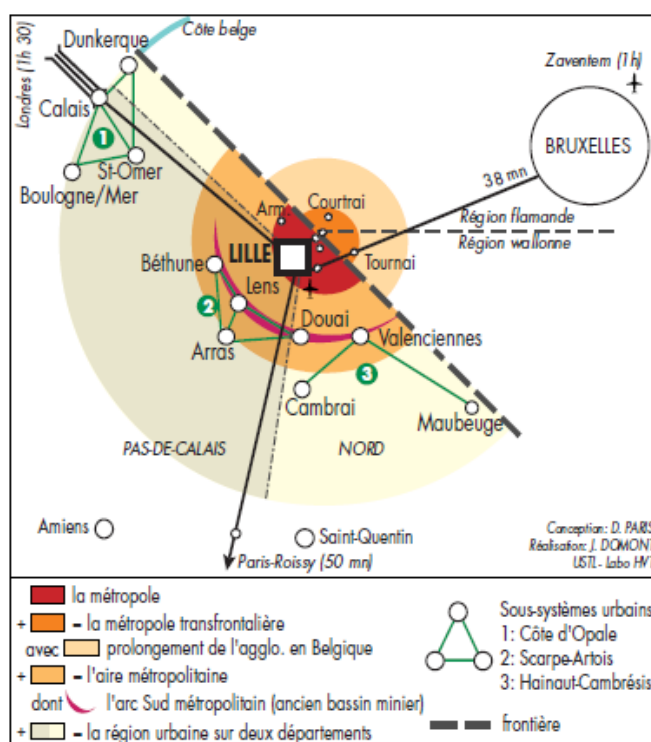 Côte belge
Dunkerque
Londres (1h 30)
Zaventem (1h)
Calais
BRUXELLES
1
St-Omer
38 mn
Boulogne/Mer
Courtrai
Arm.
Région flamande
LILLE
Région wallonne
Tournai
Béthune
Lens
2
Douai
Arras
Valenciennes
3
Cambrai
Maubeuge
PAS-DE-CALAIS
NORD
Amiens
Saint-Quentin
Paris-Roissy (50 mn)
Conception: D. PARIS
Réalisation: J. DOMONT
USTL - Labo HVT
la métropole
+ = la métropole transfrontalière
avec prolongement de l'agglo. en Belgique
+ = l'aire métropolitaine
dont l'arc Sud métropolitain (ancien bassin minier)
+ = la région urbaine sur deux départements
Sous-systèmes urbains
1: Côte d'Opale
2: Scarpe-Artois
3: Hainaut-Cambrésis
frontière